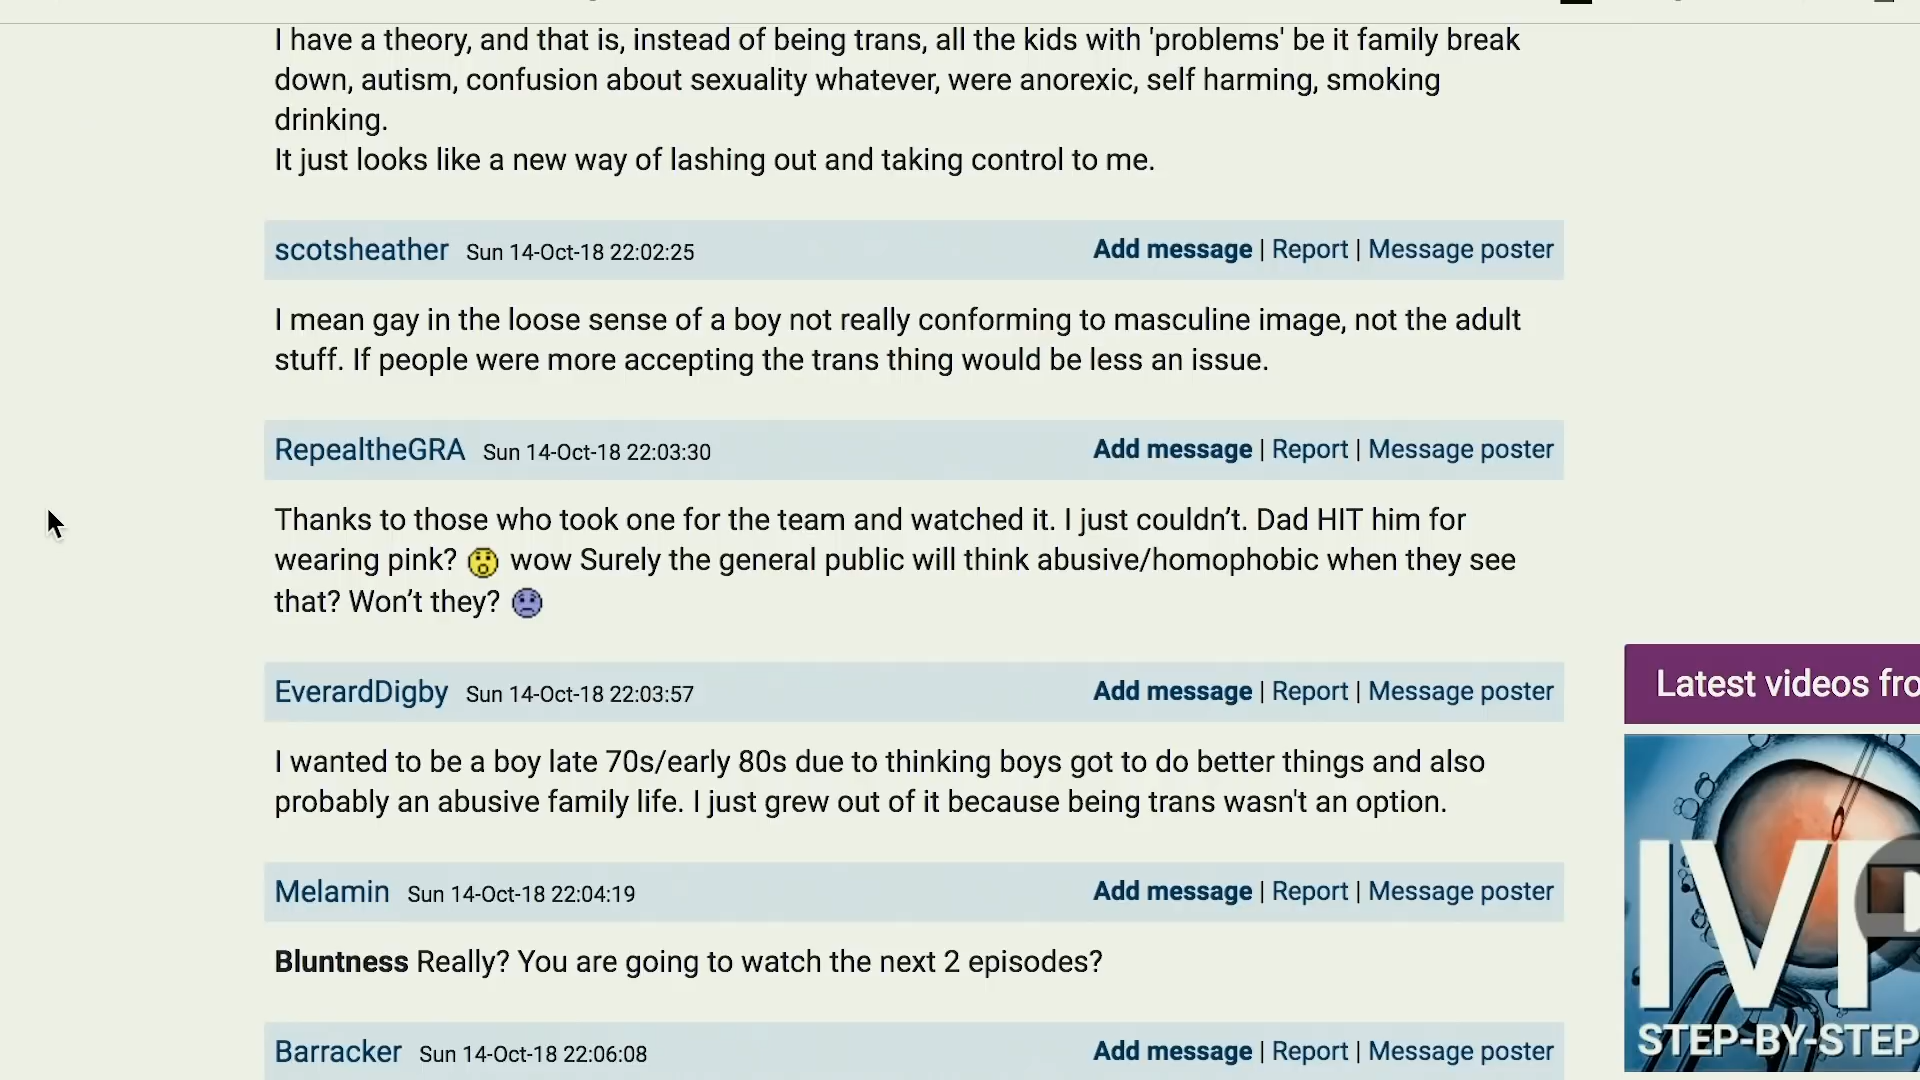 I have a theory, and that is, instead of being trans, all the kids with 'problems' be it family break
down, autism, confusion about sexuality whatever, were anorexic, self harming, smoking
drinking.
It just looks like a new way of lashing out and taking control to me.
scotsheather Sun 14-Oct-18 22:02:25 Add message | Report | Message poster
I mean gay in the loose sense of a boy not really conforming to masculine image, not the adult
stuff. If people were more accepting the trans thing would be less an issue.
RepealtheGRA Sun 14-Oct-18 22:03:30 Add message | Report | Message poster
Thanks to those who took one for the team and watched it. I just couldn’t. Dad HIT him for
wearing pink? wow Surely the general public will think abusive/homophobic when they see
that? Won’t they?
EverardDigby Sun 14-Oct-18 22:03:57 Add message | Report | Message poster
I wanted to be a boy late 70s/early 80s due to thinking boys got to do better things and also
probably an abusive family life. I just grew out of it because being trans wasn't an option.
Melamin Sun 14-Oct-18 22:04:19 Add message | Report | Message poster
Bluntness Really? You are going to watch the next 2 episodes?
Barracker Sun 14-Oct-18 22:06:08 Add message | Report | Message poster
Latest videos fro
IVF
STEP-BY-STEP